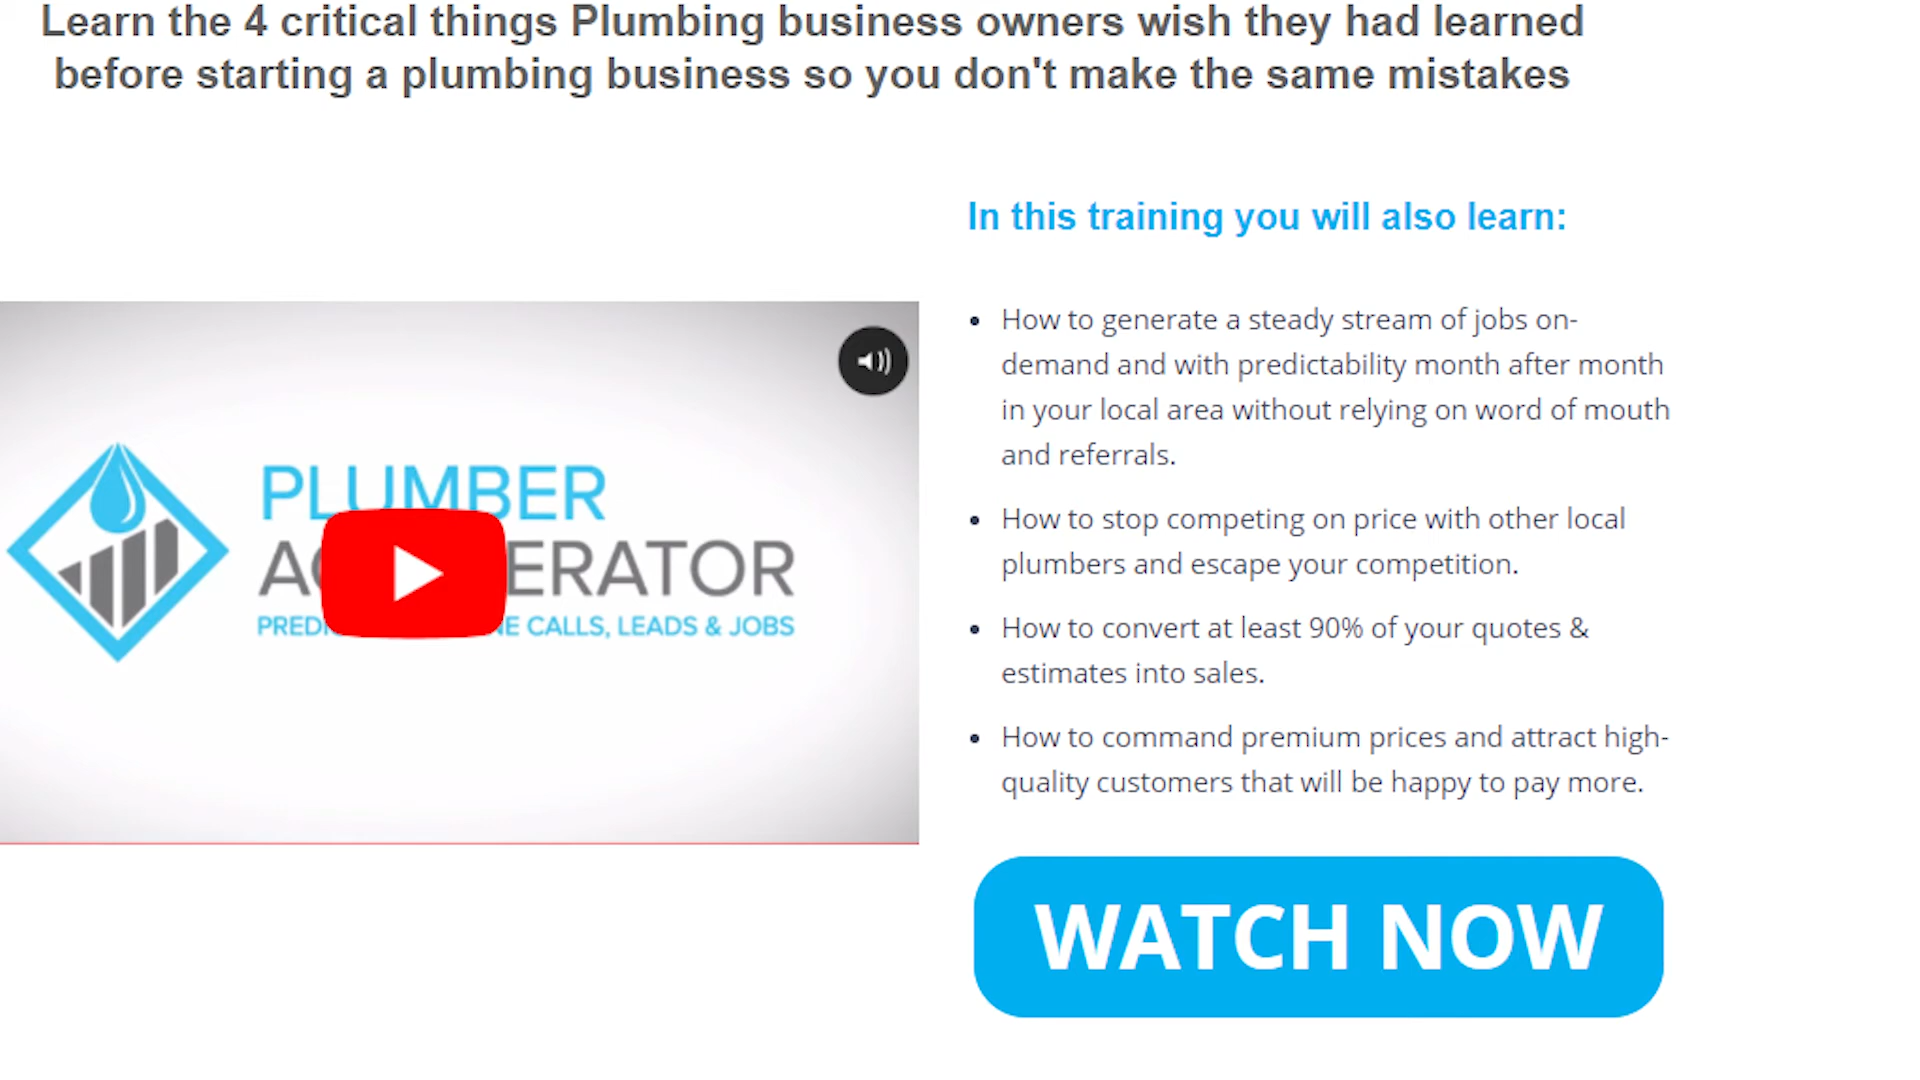 Learn the 4 critical things Plumbing business owners wish they had learned
before starting a plumbing business so you don't make the same mistakes
In this training you will also learn:
• How to generate a steady stream of jobs on-
demand and with predictability month after month
in your local area without relying on word of mouth
and referrals.
• How to stop competing on price with other local
plumbers and escape your competition.
• How to convert at least 90% of your quotes &
estimates into sales.
• How to command premium prices and attract high-
quality customers that will be happy to pay more.
PLUMBER
CALLS, LEADS & JOBS
WATCH NOW